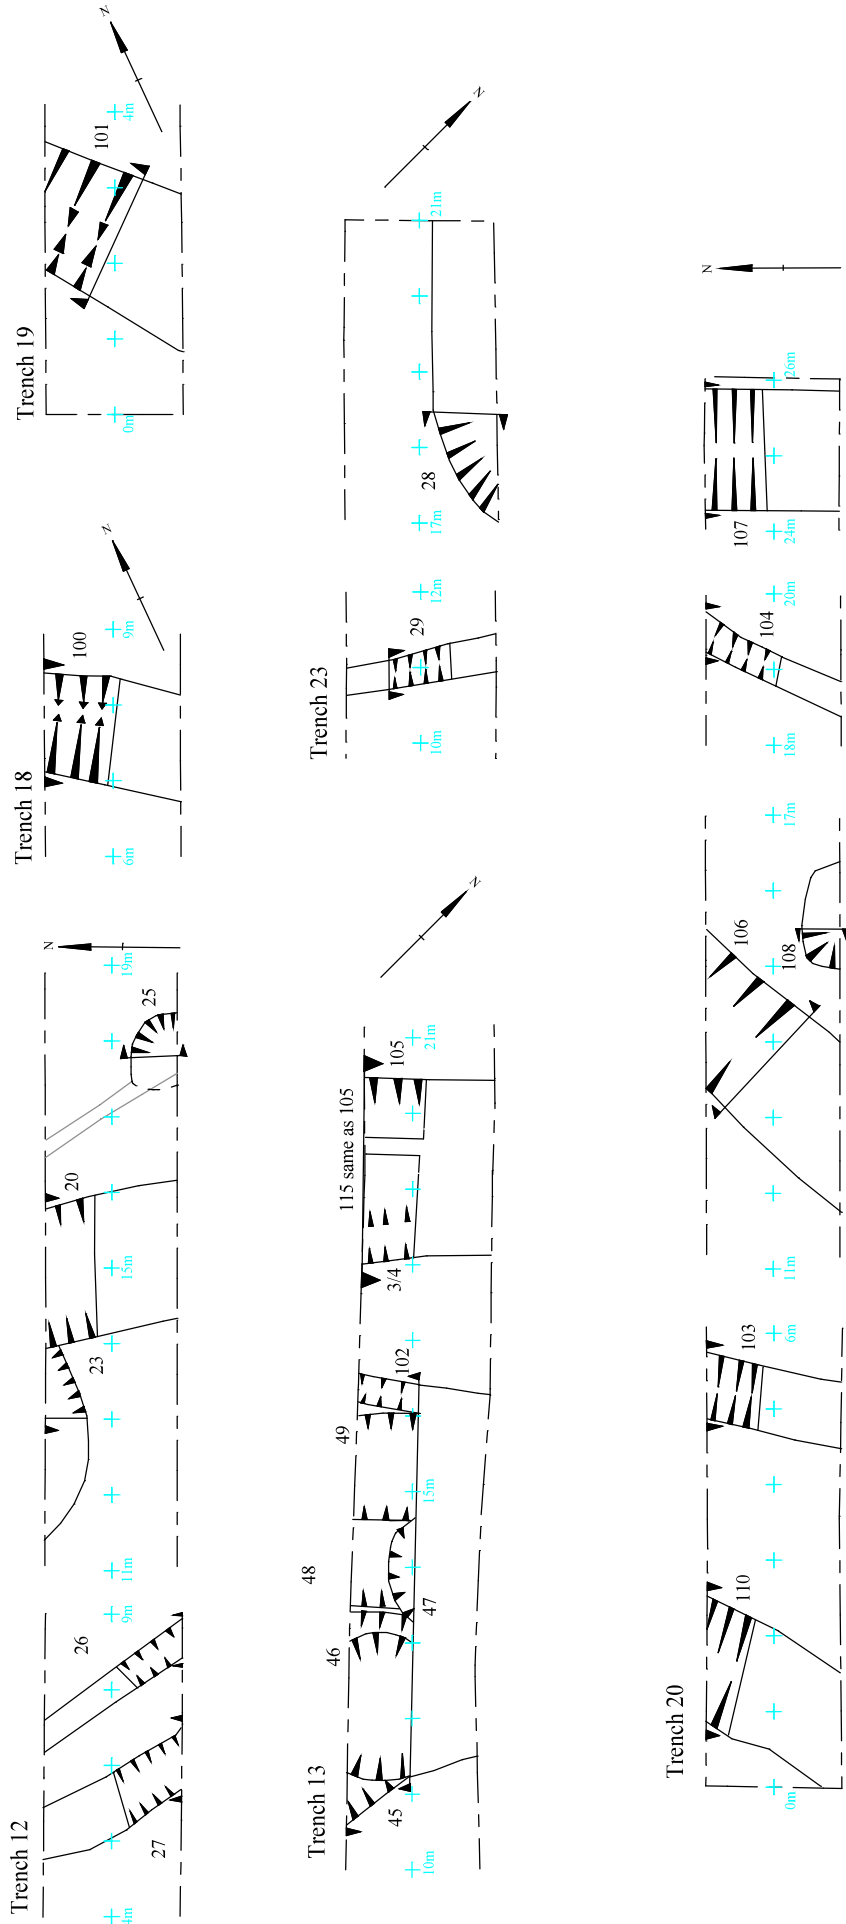 Trench 12
4m
27
26
9m
11m
23
15m
20
25
19m
N
Trench 18
6m
100
9m
N
Trench 19
0m
101
4m
N
Trench 13
10m
45
46
47
48
15m
49
102
3/4
115 same as 105
105
21m
N
Trench 23
10m
29
12m
17m
28
21m
N
Trench 20
0m
110
103
6m
11m
106
108
17m
18m
104
20m
24m
107
26m
N